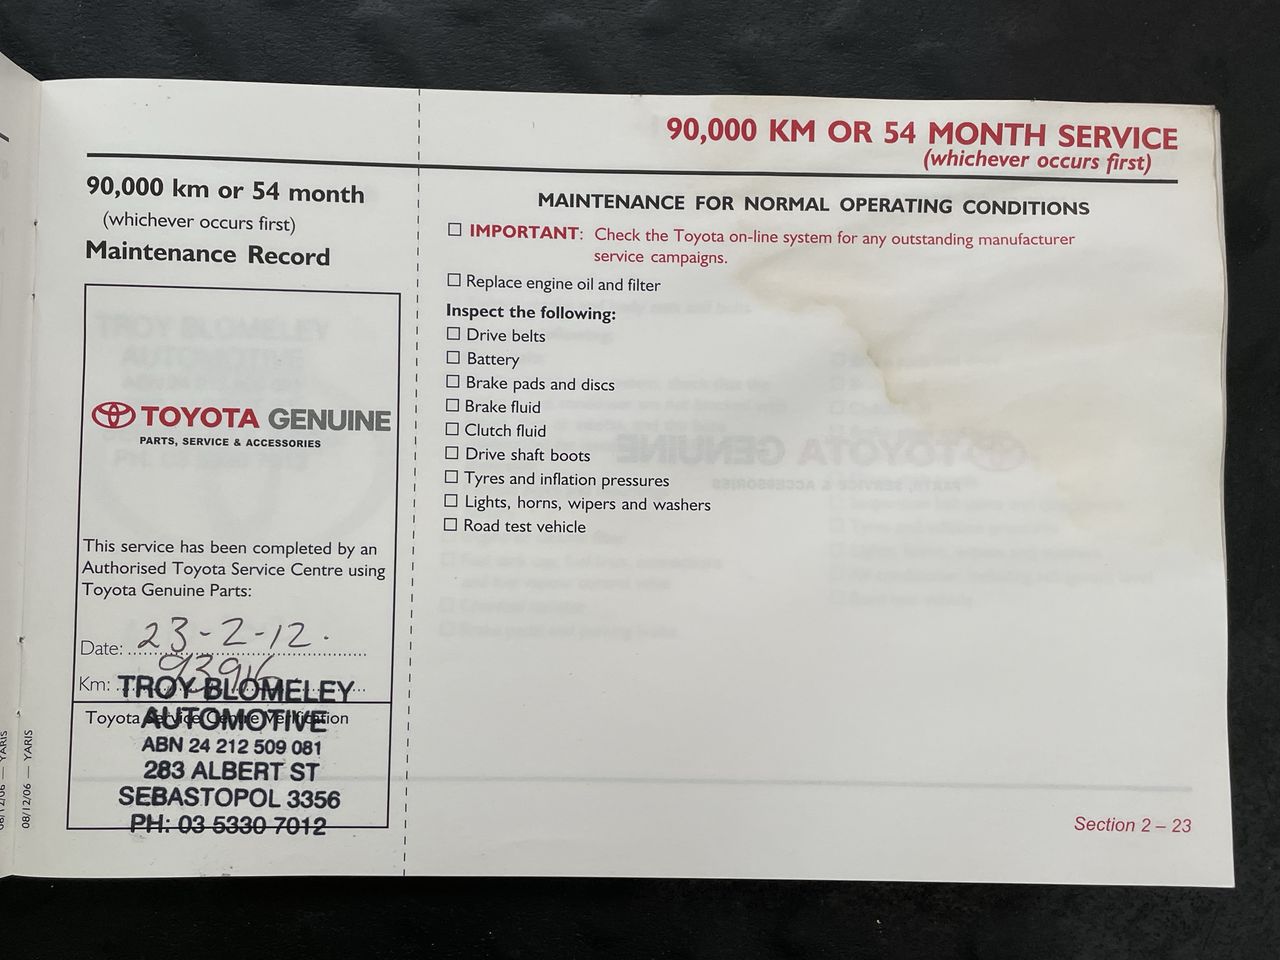 90,000 KM OR 54 MONTH SERVICE
(whichever occurs first)
90,000 km or 54 month
(whichever occurs first)
Maintenance Record
TOYOTA GENUINE
PARTS, SERVICE & ACCESSORIES
This service has been completed by an
Authorised Toyota Service Centre using
Toyota Genuine Parts:
Date: 23-2-12.
Km: 93916
Toyota Service Centre Verification
TROY BLOMELEY
AUTOMOTIVE
ABN 24 212 509 081
283 ALBERT ST
SEBASTOPOL 3356
PH: 03 5330 7012
08/12/06 — YARIS
MAINTENANCE FOR NORMAL OPERATING CONDITIONS
☐ IMPORTANT: Check the Toyota on-line system for any outstanding manufacturer
service campaigns.
☐ Replace engine oil and filter
Inspect the following:
☐ Drive belts
☐ Battery
☐ Brake pads and discs
☐ Brake fluid
☐ Clutch fluid
☐ Drive shaft boots
☐ Tyres and inflation pressures
☐ Lights, horns, wipers and washers
☐ Road test vehicle
Section 2 – 23